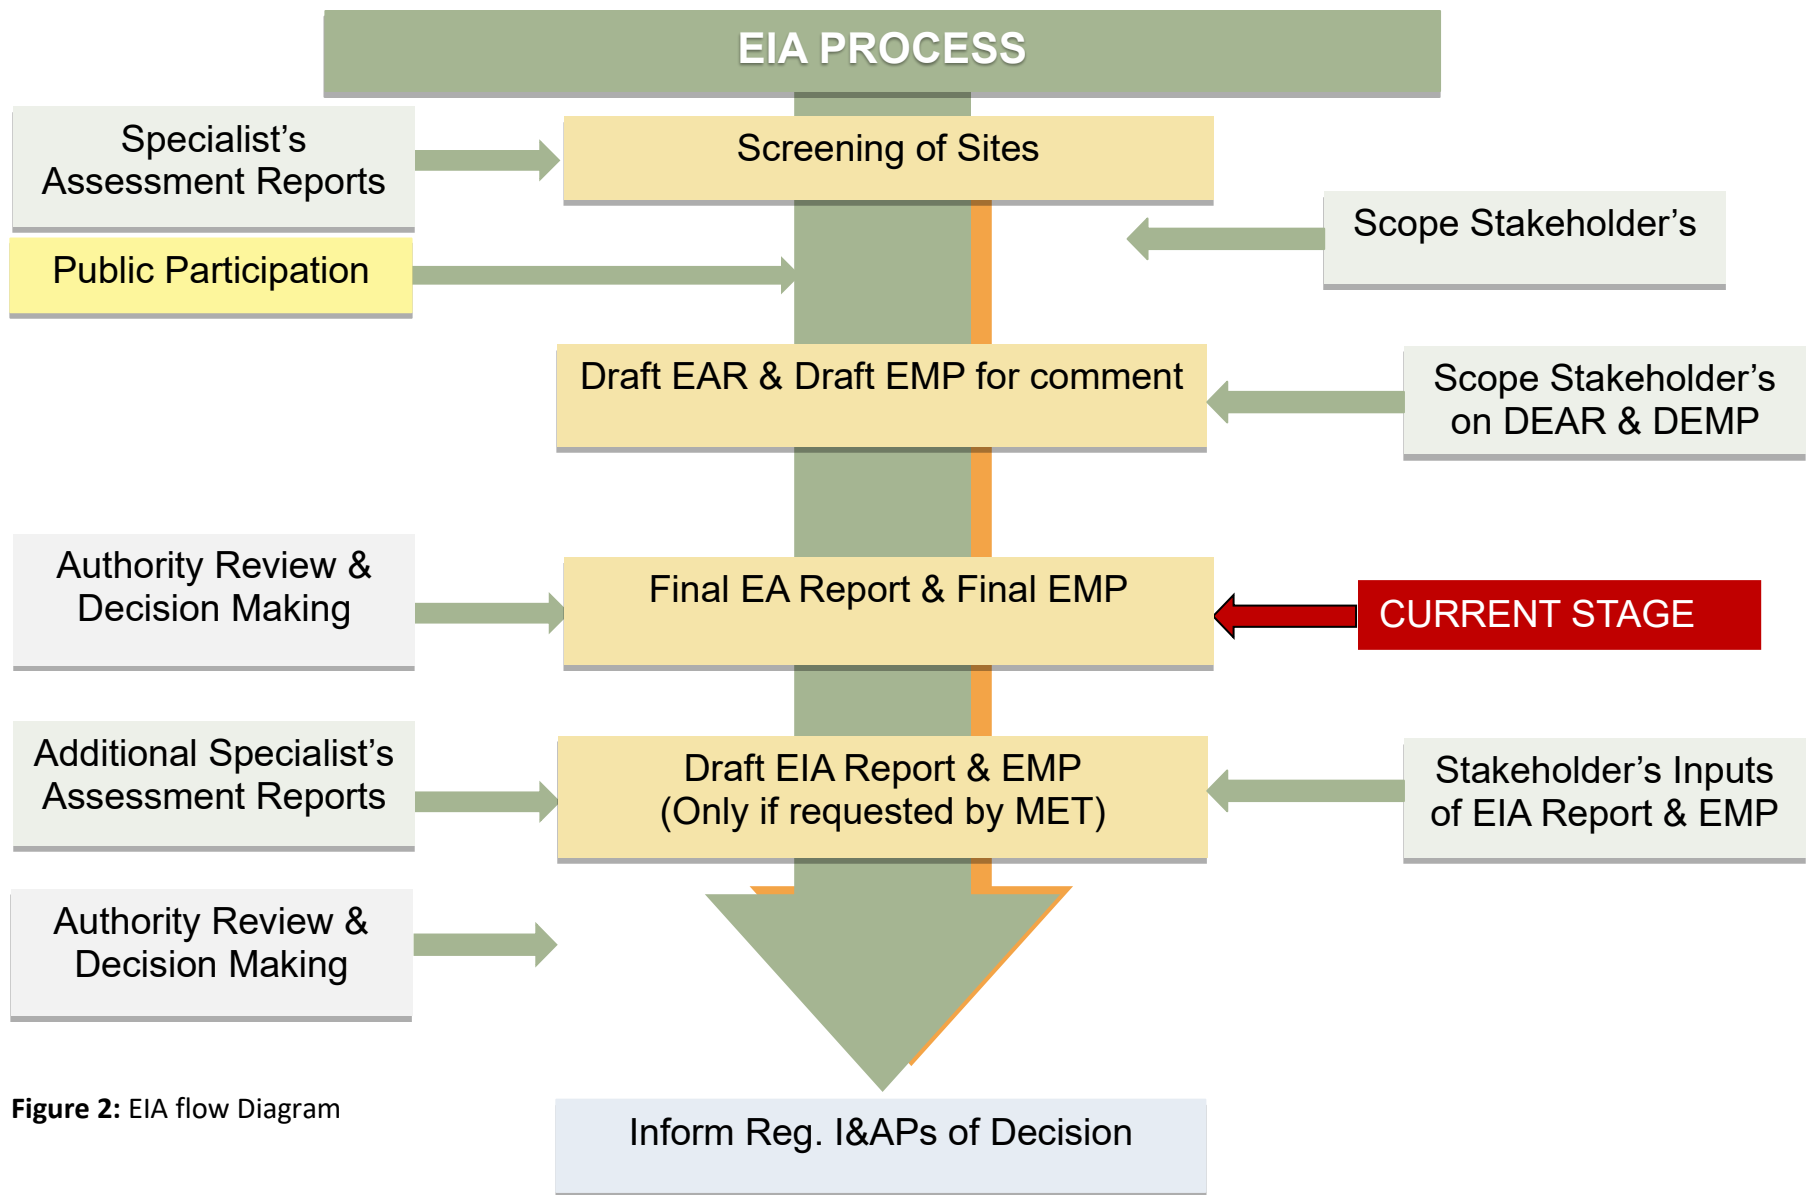 EIA PROCESS
Specialist’s
Assessment Reports
Screening of Sites
Scope Stakeholder’s
Public Participation
Draft EAR & Draft EMP for comment
Scope Stakeholder’s
on DEAR & DEMP
Authority Review &
Decision Making
Final EA Report & Final EMP
CURRENT STAGE
Additional Specialist’s
Assessment Reports
Draft EIA Report & EMP
(Only if requested by MET)
Stakeholder’s Inputs
of EIA Report & EMP
Authority Review &
Decision Making
Figure 2: EIA flow Diagram
Inform Reg. I&APs of Decision